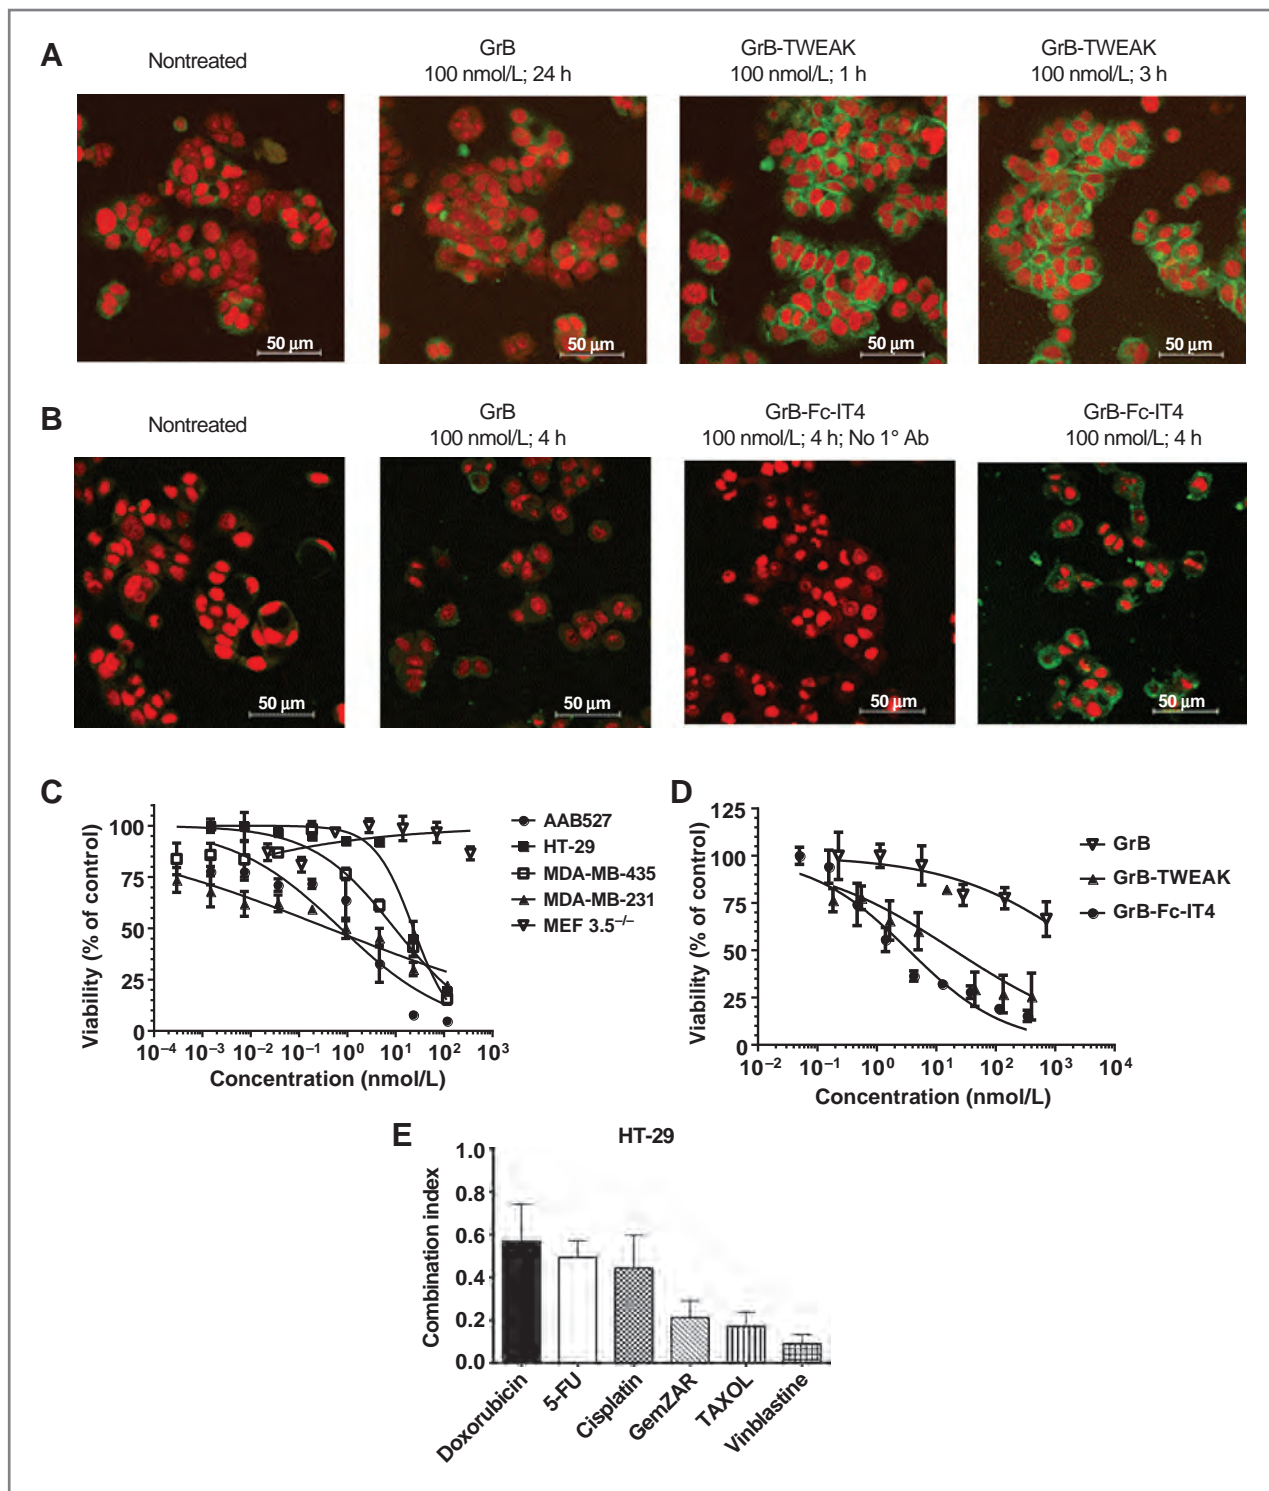 A
Nontreated
GrB
100 nmol/L; 24 h
GrB-TWEAK
100 nmol/L; 1 h
GrB-TWEAK
100 nmol/L; 3 h
50 μm
50 μm
50 μm
50 μm
B
Nontreated
GrB
100 nmol/L; 4 h
GrB-Fc-IT4
100 nmol/L; 4 h; No 1° Ab
GrB-Fc-IT4
100 nmol/L; 4 h
50 μm
50 μm
50 μm
50 μm
C
Viability (% of control)
100
75
50
25
0
10⁻⁴ 10⁻³ 10⁻² 10⁻¹ 10⁰ 10¹ 10² 10³
Concentration (nmol/L)
AAB527
HT-29
MDA-MB-435
MDA-MB-231
MEF 3.5⁻/⁻
D
Viability (% of control)
125
100
75
50
25
0
10⁻² 10⁻¹ 10⁰ 10¹ 10² 10³ 10⁴
Concentration (nmol/L)
GrB
GrB-TWEAK
GrB-Fc-IT4
E
HT-29
Combination index
1.0
0.8
0.6
0.4
0.2
0.0
Doxorubicin
5-FU
Cisplatin
GemZAR
TAXOL
Vinblastine